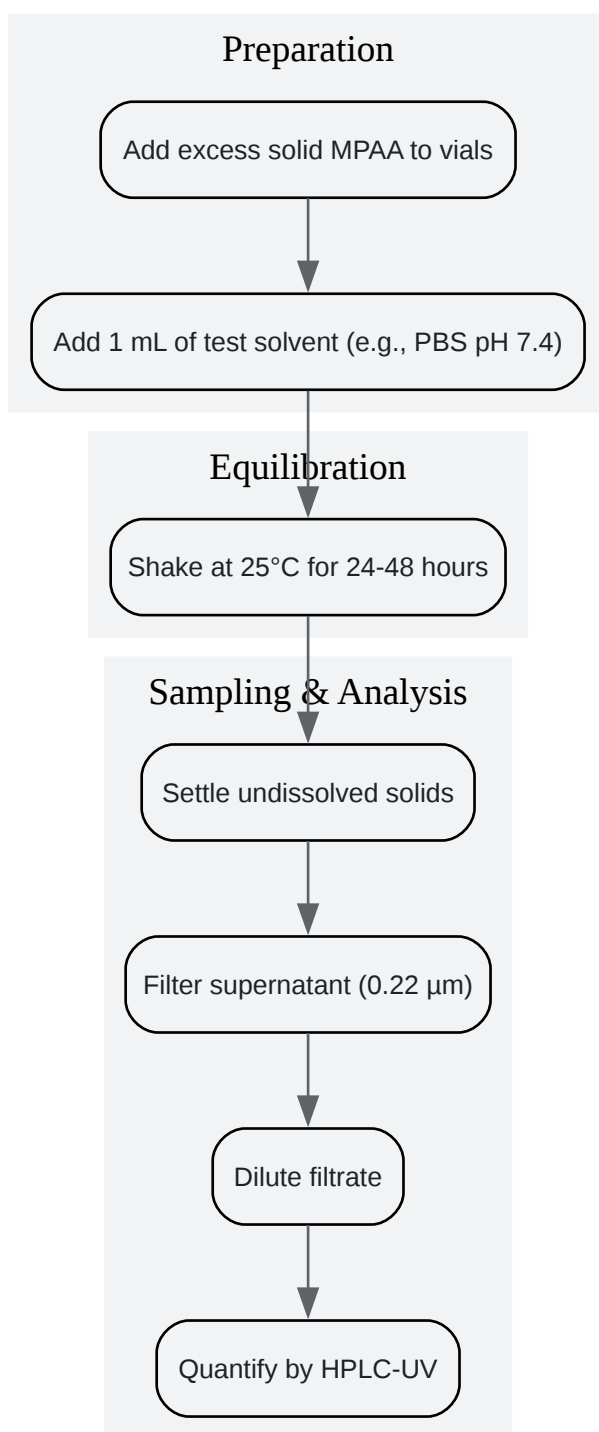 Preparation
Add excess solid MPAA to vials
Add 1 mL of test solvent (e.g., PBS pH 7.4)
Equilibration
Shake at 25°C for 24-48 hours
Sampling & Analysis
Settle undissolved solids
Filter supernatant (0.22 µm)
Dilute filtrate
Quantify by HPLC-UV